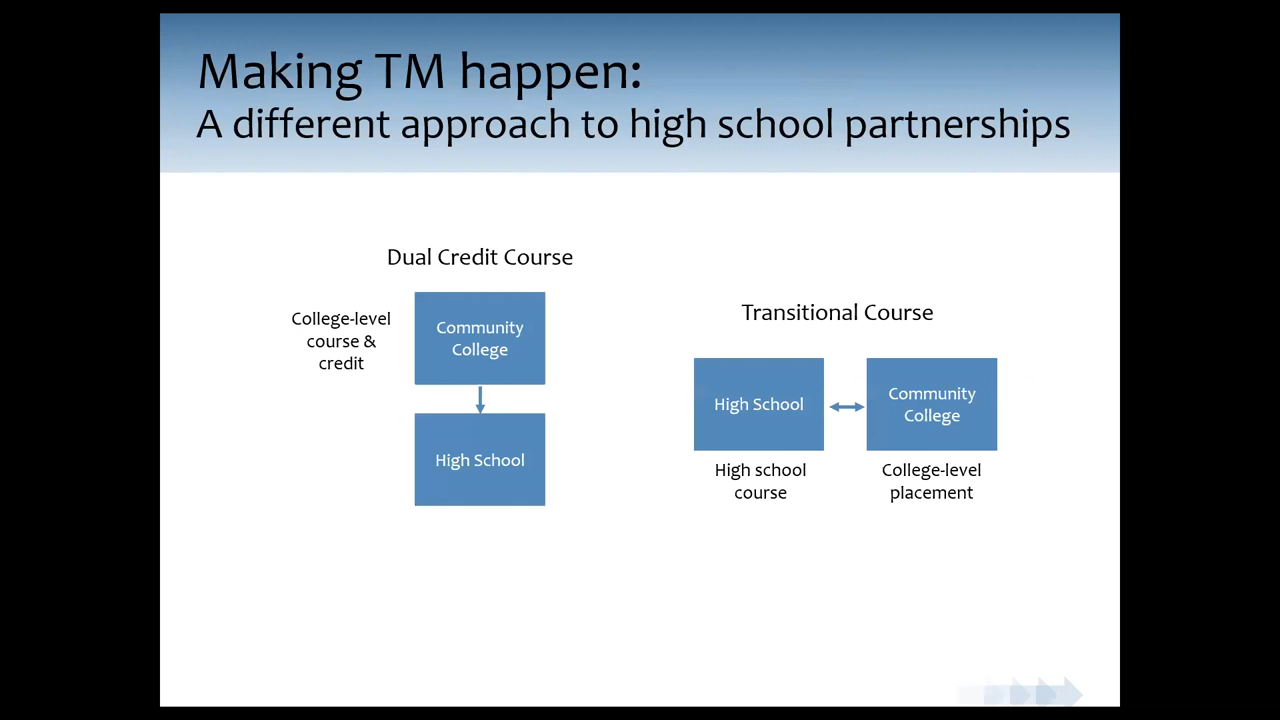 Making TM happen:
A different approach to high school partnerships
Dual Credit Course
College-level
course &
credit
Community
College
High School
Transitional Course
High School
Community
College
High school
course
College-level
placement